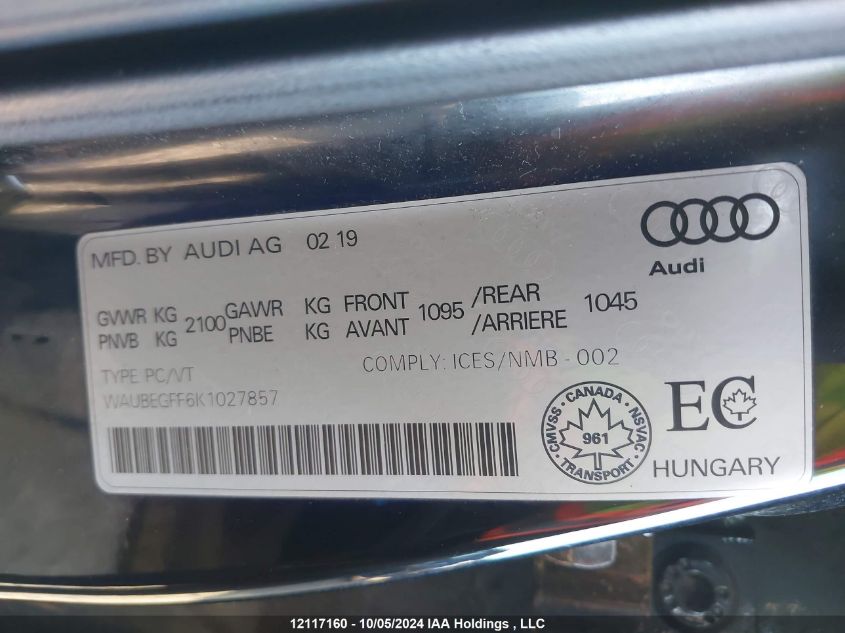 MFD. BY AUDI AG 02 19
Audi
GVWR KG 2100 GAWR KG FRONT 1095 /REAR 1045
PNVB KG PNBE KG AVANT /ARRIERE
COMPLY: ICES/NMB - 002
TYPE PC/VT
WAUBEGFF6K1027857
CMVSS · CANADA · NSVAC · TRANSPORT ·
961
EC
HUNGARY
12117160 - 10/05/2024 IAA Holdings , LLC